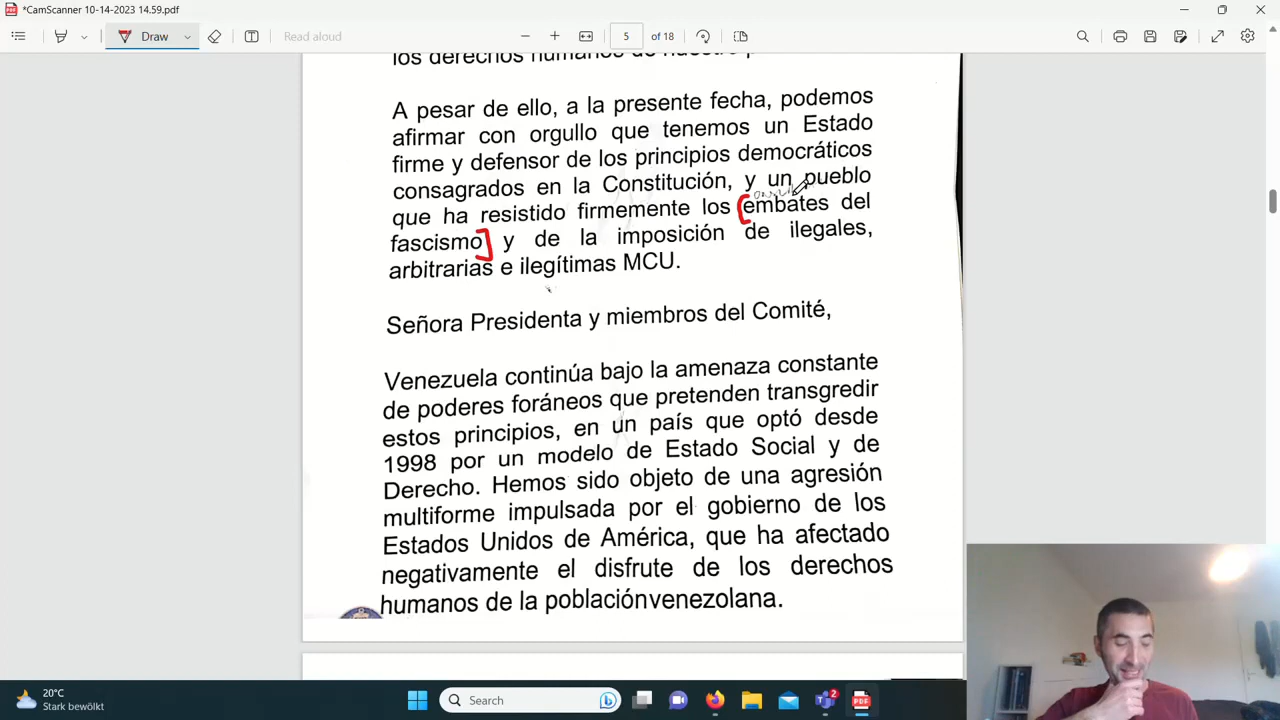 *CamScanner 10-14-2023 14.59.pdf
Draw
Read aloud
5 of 18
A pesar de ello, a la presente fecha, podemos
afirmar con orgullo que tenemos un Estado
firme y defensor de los principios democráticos
consagrados en la Constitución, y un pueblo
que ha resistido firmemente los [embates del
fascismo] y de la imposición de ilegales,
arbitrarias e ilegítimas MCU.
Señora Presidenta y miembros del Comité,
Venezuela continúa bajo la amenaza constante
de poderes foráneos que pretenden transgredir
estos principios, en un país que optó desde
1998 por un modelo de Estado Social y de
Derecho. Hemos sido objeto de una agresión
multiforme impulsada por el gobierno de los
Estados Unidos de América, que ha afectado
negativamente el disfrute de los derechos
humanos de la poblaciónvenezolana.
20°C
Stark bewölkt
Search
2
PDF